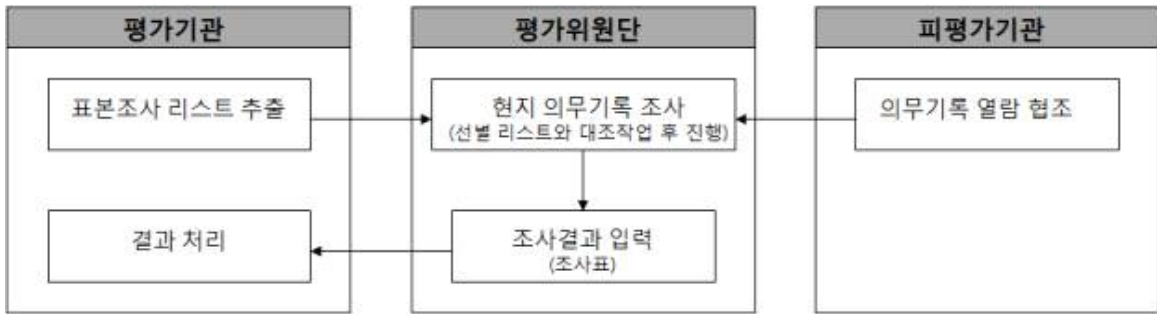 평가기관
평가위원단
피평가기관
표본조사 리스트 추출
현지 의무기록 조사
(선별 리스트와 대조작업 후 진행)
의무기록 열람 협조
결과 처리
조사결과 입력
(조사표)